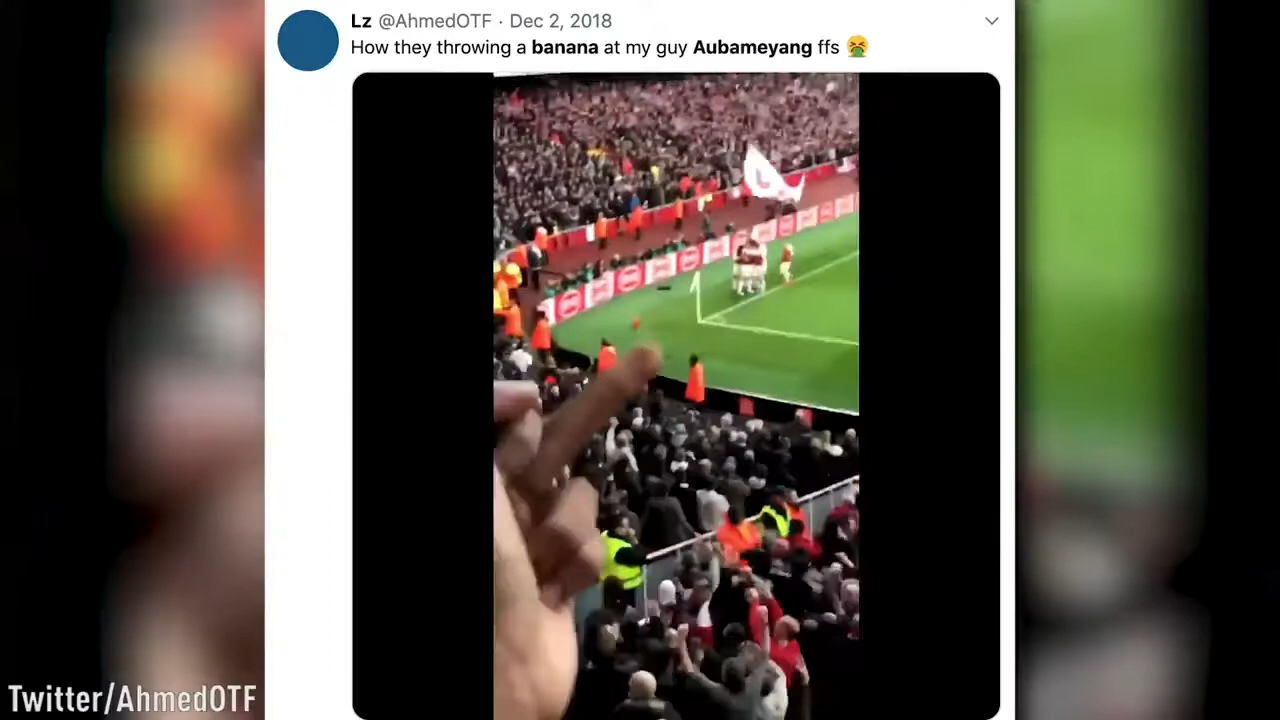 Lz @AhmedOTF · Dec 2, 2018
How they throwing a banana at my guy Aubameyang ffs 🤮
Twitter/AhmedOTF